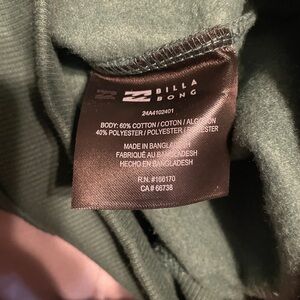 BILLA
BONG
24A4102401
BODY: 60% COTTON / COTON / ALGODON
40% POLYESTER / POLYESTER / POLIESTER
MADE IN BANGLADESH
FABRIQUÉ AU BANGLADESH
HECHO EN BANGLADESH
R.N. #166170
CA# 66738